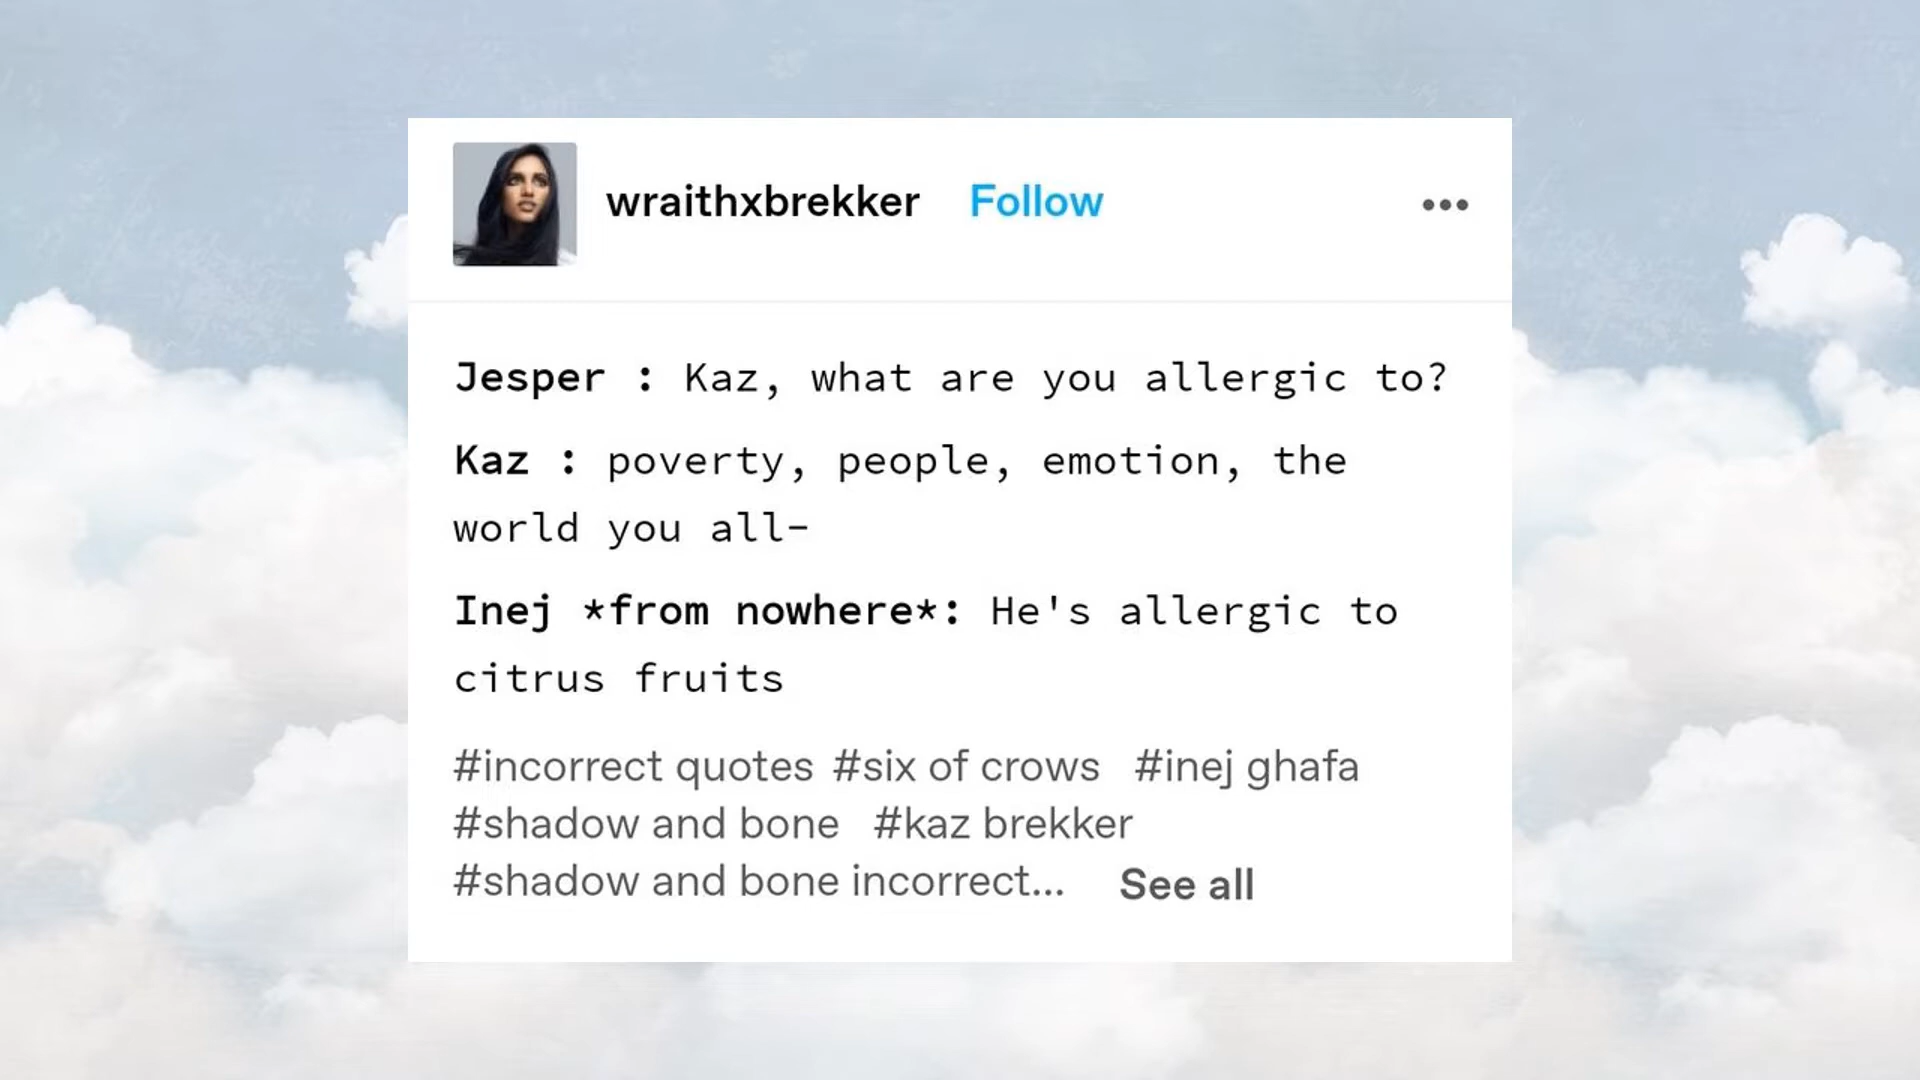 wraithxbrekker Follow
Jesper : Kaz, what are you allergic to?
Kaz : poverty, people, emotion, the
world you all-
Inej *from nowhere*: He's allergic to
citrus fruits
#incorrect quotes #six of crows #inej ghafa
#shadow and bone #kaz brekker
#shadow and bone incorrect... See all